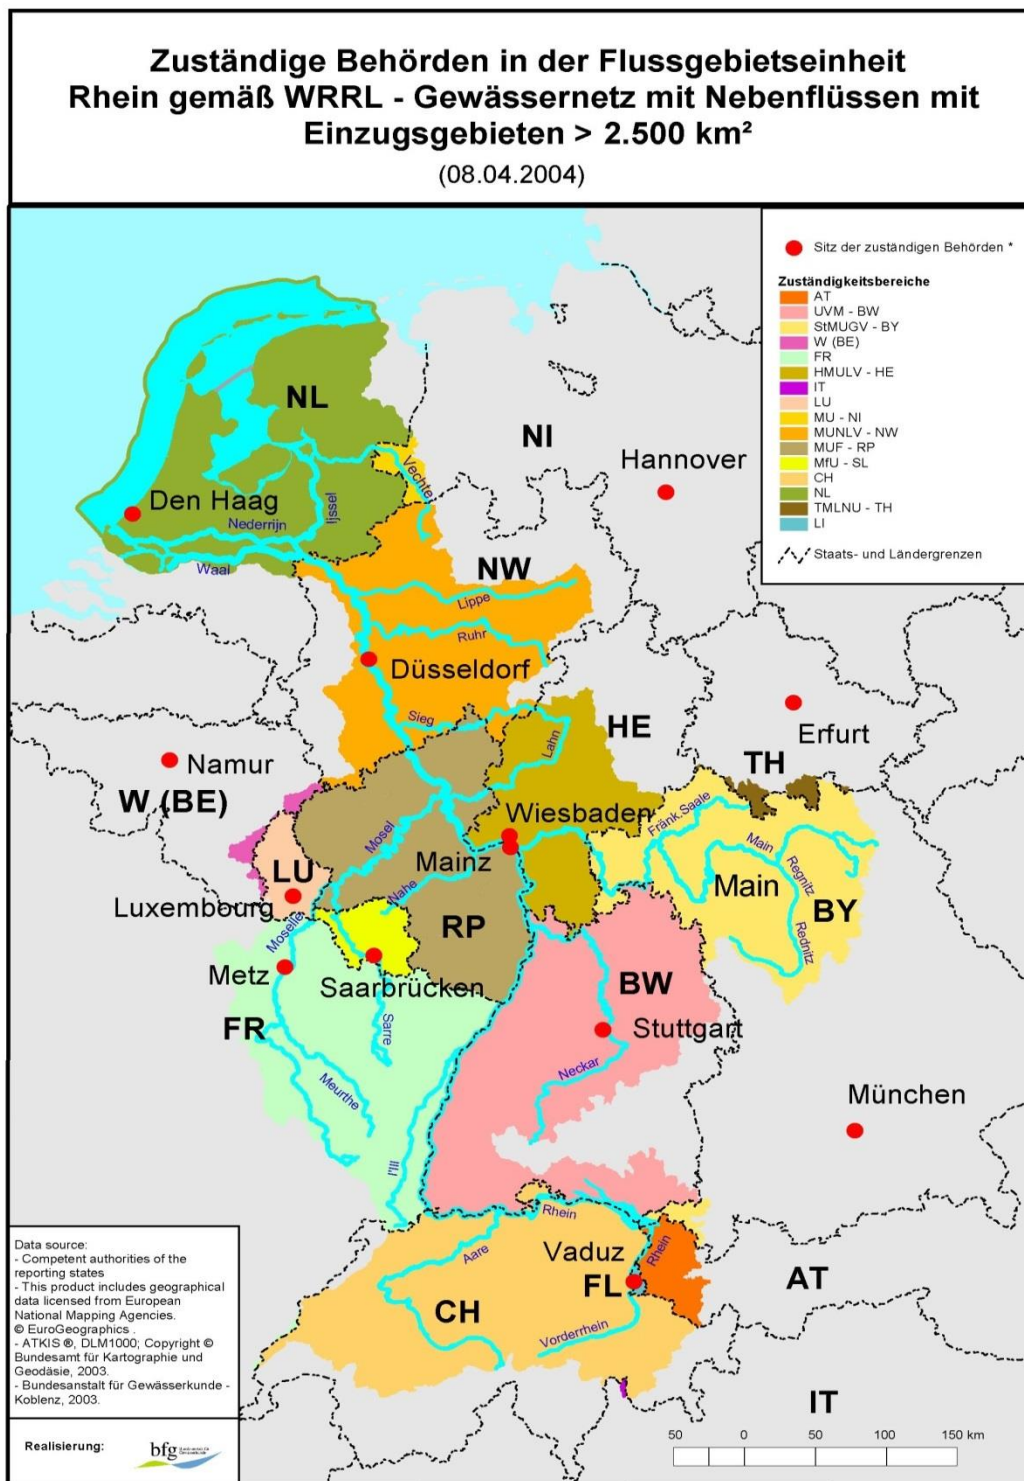 Zuständige Behörden in der Flussgebietseinheit
Rhein gemäß WRRL - Gewässernetz mit Nebenflüssen mit
Einzugsgebieten > 2.500 km²
(08.04.2004)
Sitz der zuständigen Behörden *
Zuständigkeitsbereiche
AT
UVM - BW
StMUGV - BY
W (BE)
FR
HMULV - HE
IT
LU
MU - NI
MUNLV - NW
MUF - RP
MfU - SL
CH
NL
TMLNU - TH
LI
Staats- und Ländergrenzen
NL
NI
Hannover
Vechte
Den Haag
Ijssel
Nederrijn
Waal
NW
Lippe
Ruhr
Düsseldorf
Sieg
HE
Lahn
Erfurt
TH
Namur
W (BE)
Wiesbaden
Fränk.Saale
Mosel
Mainz
Main
Regnitz
LU
Nahe
Main
BY
Luxembourg
RP
Rednitz
Moselle
Metz
Saarbrücken
BW
FR
Sarre
Stuttgart
Neckar
Meurthe
München
III,I
Rhein
Aare
Vaduz
Rhein
FL
AT
CH
Vorderrhein
IT
Data source:
- Competent authorities of the
reporting states
- This product includes geographical
data licensed from European
National Mapping Agencies.
© EuroGeographics .
- ATKIS ®, DLM1000; Copyright ©
Bundesamt für Kartographie und
Geodäsie, 2003.
- Bundesanstalt für Gewässerkunde -
Koblenz, 2003.
Realisierung:
bfg
50 0 50 100 150 km